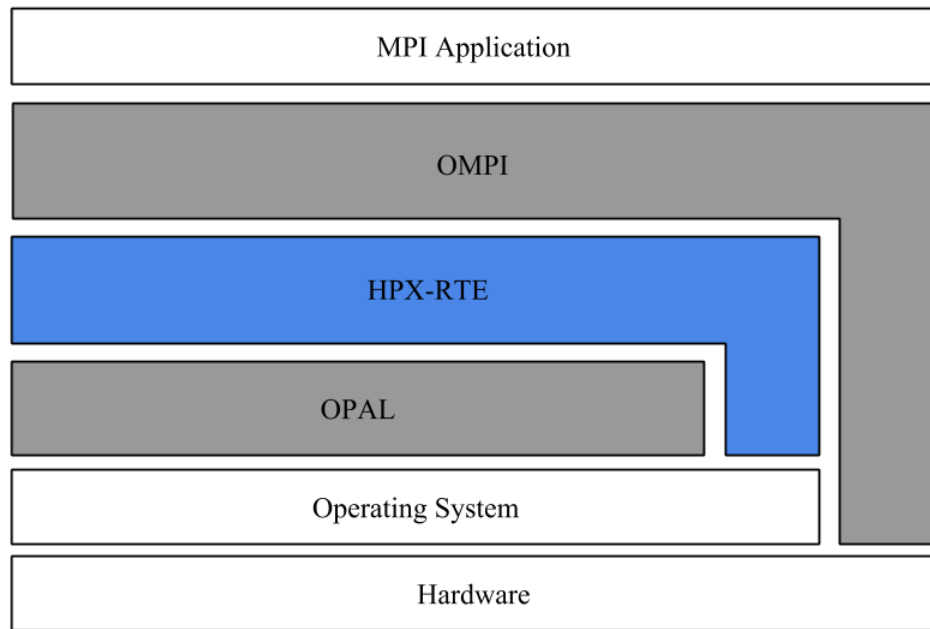 MPI Application
OMPI
HPX-RTE
OPAL
Operating System
Hardware